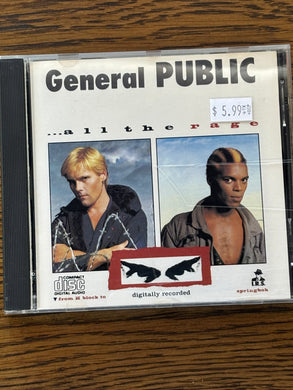 General PUBLIC
$ 5.99
...all the rage
COMPACT
disc
DIGITAL AUDIO
▼ from H block to
digitally recorded
springbok